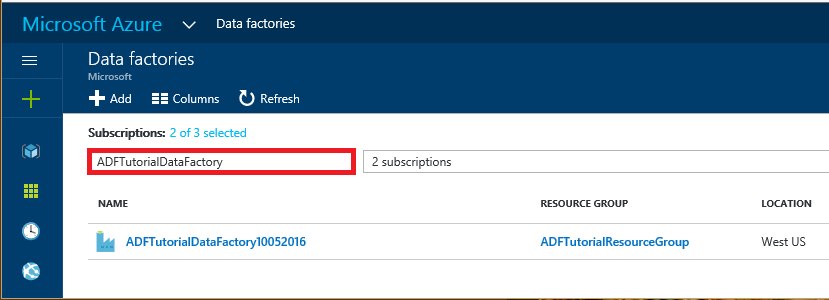 Microsoft Azure Data factories
Data factories
Microsoft
Add Columns Refresh
Subscriptions: 2 of 3 selected
ADFTutorialDataFactory 2 subscriptions
NAME RESOURCE GROUP LOCATION
ADFTutorialDataFactory10052016 ADFTutorialResourceGroup West US